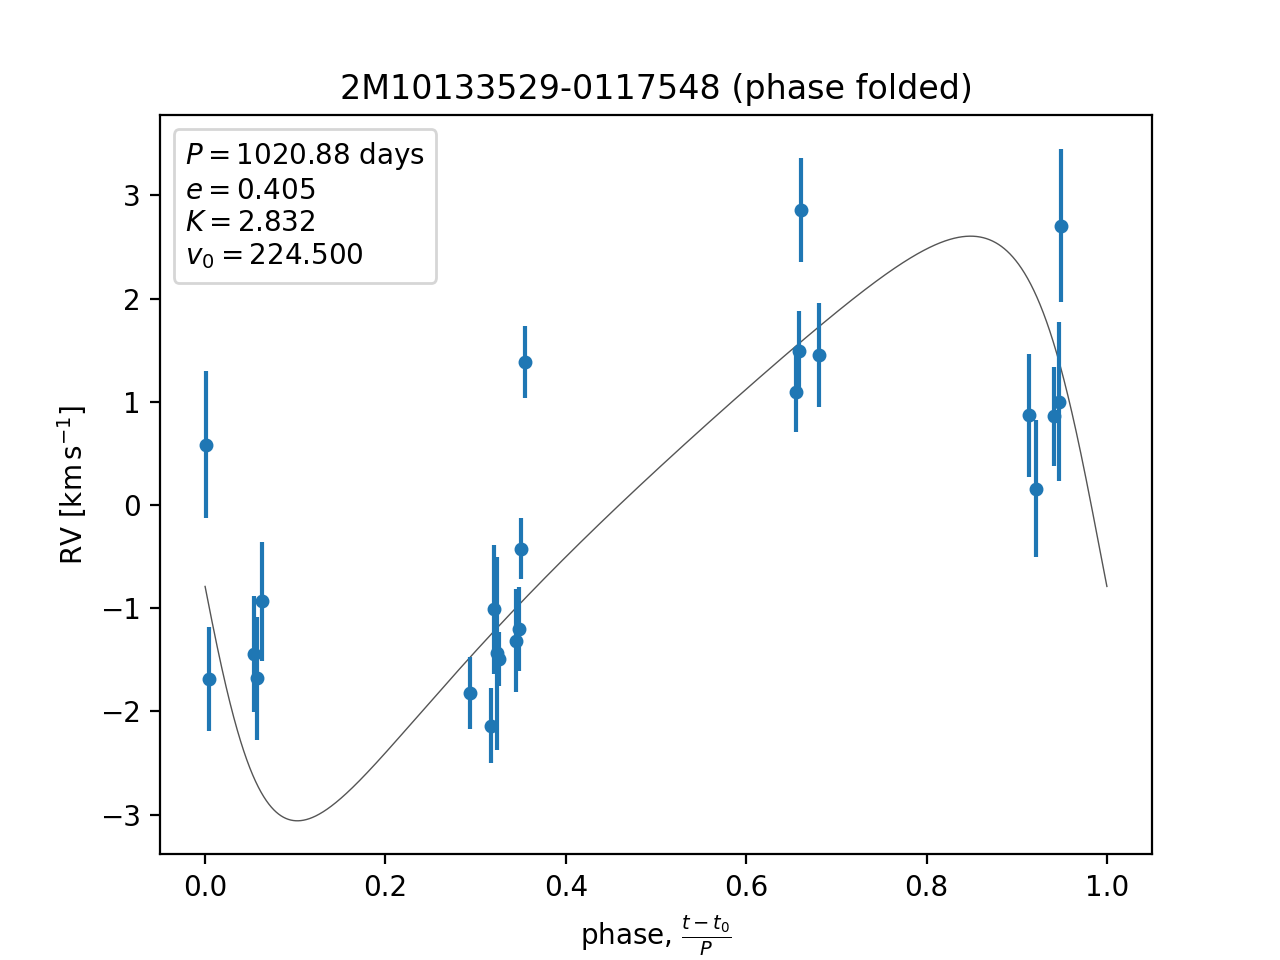 2M10133529-0117548 (phase folded)
P = 1020.88 days
e = 0.405
K = 2.832
v₀ = 224.500
3
2
1
0
−1
−2
−3
RV [km s⁻¹]
0.0 0.2 0.4 0.6 0.8 1.0
phase, (t − t₀)/P